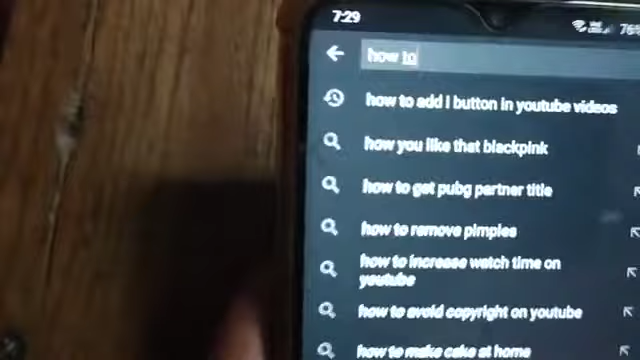 7:29
76%
how to
how to add I button in youtube videos
how you like that blackpink
how to get pubg partner title
how to remove pimples
how to increase watch time on
youtube
how to avoid copyright on youtube
how to make cake at home